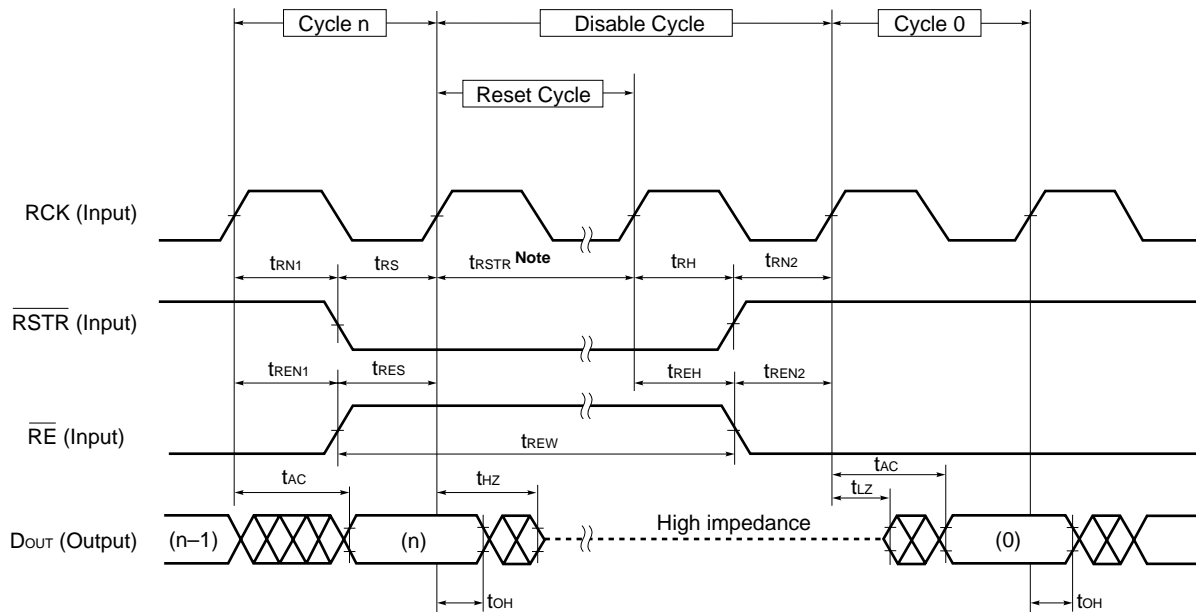 Cycle n Disable Cycle Cycle 0
Reset Cycle
RCK (Input)
tRN1 tRS tRSTR Note tRH tRN2
RSTR (Input)
tREN1 tRES tREH tREN2
RE (Input)
tREW
tAC tHZ tAC
tLZ
DOUT (Output) (n–1) (n) High impedance (0)
tOH tOH